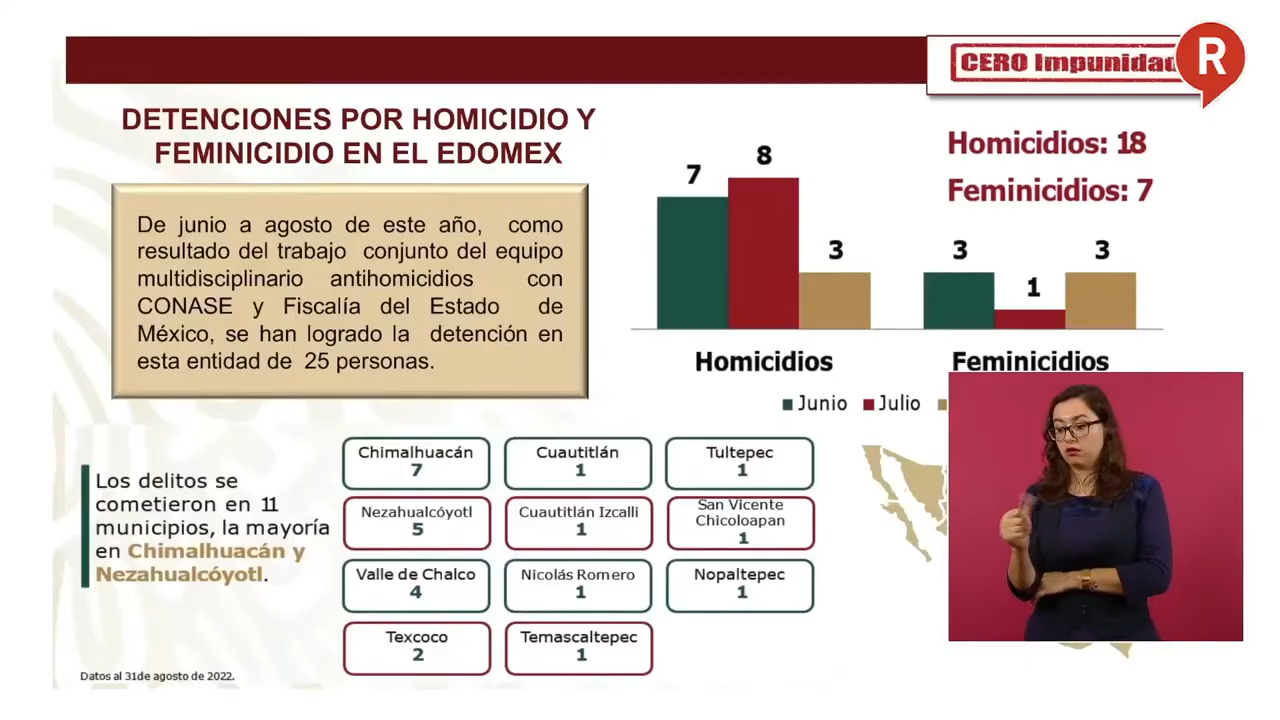 CERO Impunidad
R
DETENCIONES POR HOMICIDIO Y
FEMINICIDIO EN EL EDOMEX
De junio a agosto de este año, como
resultado del trabajo conjunto del equipo
multidisciplinario antihomicidios con
CONASE y Fiscalía del Estado de
México, se han logrado la detención en
esta entidad de 25 personas.
Homicidios: 18
Feminicidios: 7
7
8
3
3
1
3
Homicidios
Feminicidios
Junio
Julio
Los delitos se
cometieron en 11
municipios, la mayoría
en Chimalhuacán y
Nezahualcóyotl.
Chimalhuacán
7
Cuautitlán
1
Tultepec
1
Nezahualcóyotl
5
Cuautitlán Izcalli
1
San Vicente
Chicoloapan
1
Valle de Chalco
4
Nicolás Romero
1
Nopaltepec
1
Texcoco
2
Temascaltepec
1
Datos al 31de agosto de 2022.